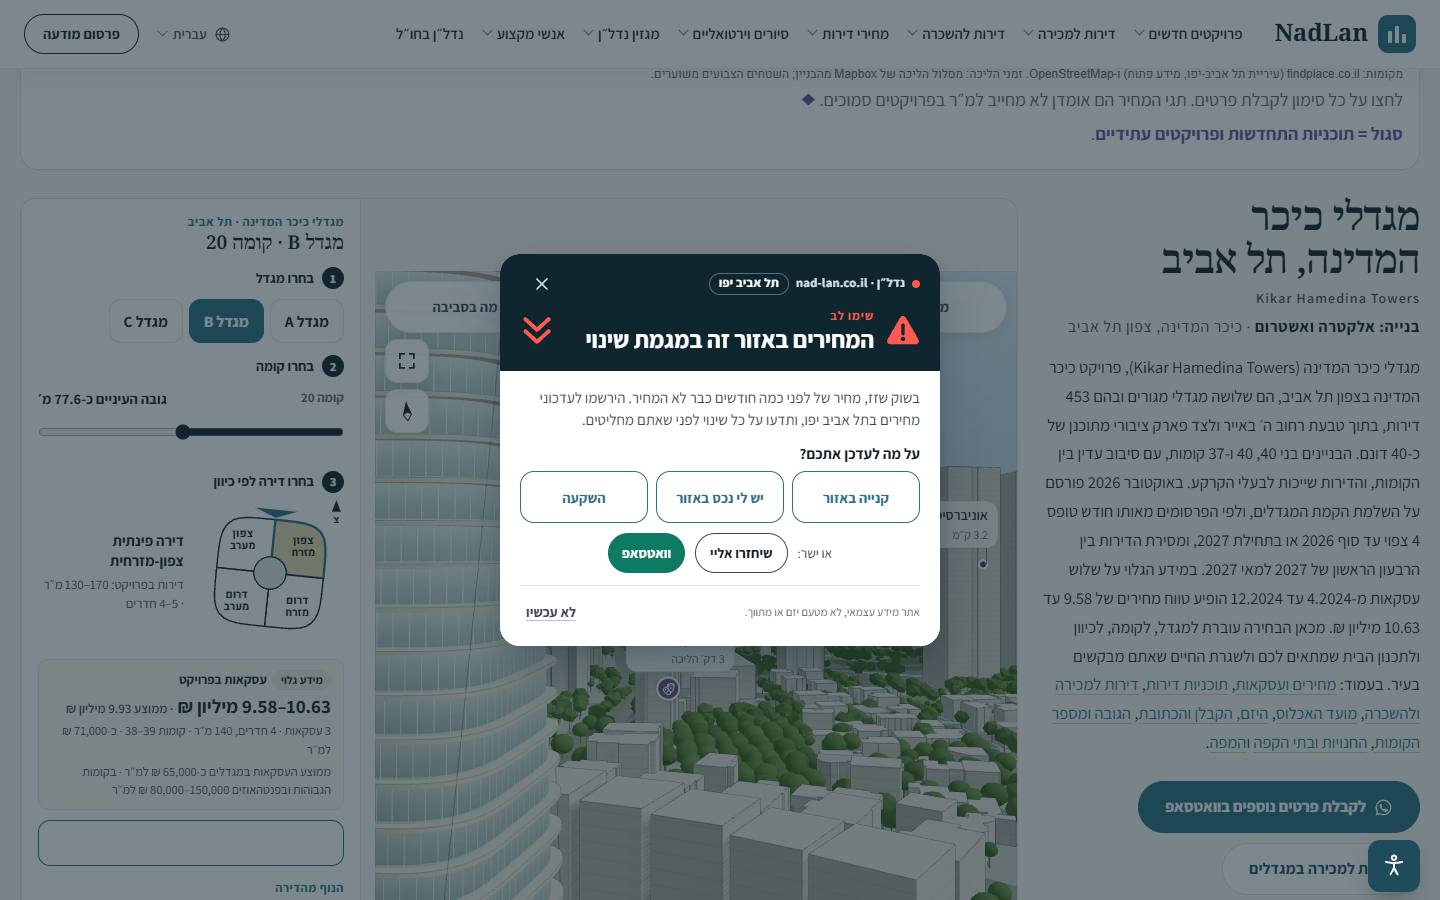 NadLan
פרויקטים חדשים
דירות למכירה
דירות להשכרה
מחירי דירות
סיורים וירטואליים
מגזין נדל״ן
אנשי מקצוע
נדל״ן בחו״ל
עברית
פרסום מודעה
מקומות: findplace.co.il (עיריית תל אביב-יפו, מידע פתוח) ו-OpenStreetMap. זמני הליכה: מסלול הליכה של Mapbox מהבניין; השטחים הצבועים משוערים.
לחצו על כל סימון לקבלת פרטים. תגי המחיר הם אומדן לא מחייב למ״ר בפרויקטים סמוכים. ◆
סגול = תוכניות התחדשות ופרויקטים עתידיים.
מגדלי כיכר
המדינה, תל אביב
Kikar Hamedina Towers
בנייה: אלקטרה ואשטרום · כיכר המדינה, צפון תל אביב
מגדלי כיכר המדינה (Kikar Hamedina Towers), פרויקט כיכר
המדינה בצפון תל אביב, הם שלושה מגדלי מגורים ובהם 453
דירות, בתוך טבעת רחוב ה׳ באייר ולצד פארק ציבורי מתוכנן של
כ-40 דונם. הבניינים בני 40, 40 ו-37 קומות, עם סיבוב עדין בין
הקומות, והדירות שייכות לבעלי הקרקע. באוקטובר 2026 פורסם
על השלמת הקמת המגדלים, ולפי הפרסומים מאותו חודש טופס
4 צפוי עד סוף 2026 או בתחילת 2027, ומסירת הדירות בין
הרבעון הראשון של 2027 למאי 2027. במידע הגלוי על שלוש
עסקאות מ-4.2024 עד 12.2024 הופיע טווח מחירים של 9.58 עד
10.63 מיליון ₪. מכאן הבחירה עוברת למגדל, לקומה, לכיוון
ולתכנון הבית שמתאים לכם ולשגרת החיים שאתם מבקשים
בעיר. בעמוד: מחירים ועסקאות, תוכניות דירות, דירות למכירה
ולהשכרה, מועד האכלוס, היזם, הקבלן והכתובת, הגובה ומספר
הקומות, החנויות ובתי הקפה והמפה.
לקבלת פרטים נוספים בוואטסאפ
ת למכירה במגדלים
מה בסביבה
אוניברסי
3.2 ק״מ
3 דק׳ הליכה
נדל״ן · nad-lan.co.il
תל אביב יפו
שימו לב
המחירים באזור זה במגמת שינוי
בשוק שזז, מחיר של לפני כמה חודשים כבר לא המחיר. הירשמו לעדכוני
מחירים בתל אביב יפו, ותדעו על כל שינוי לפני שאתם מחליטים.
על מה לעדכן אתכם?
קנייה באזור
יש לי נכס באזור
השקעה
או ישר:
שיחזרו אליי
וואטסאפ
אתר מידע עצמאי, לא מטעם יזם או מתווך.
לא עכשיו
מגדלי כיכר המדינה · תל אביב
מגדל B · קומה 20
1 בחרו מגדל
מגדל A
מגדל B
מגדל C
2 בחרו קומה
קומה 20
גובה העיניים כ-77.6 מ׳
3 בחרו דירה לפי כיוון
צ
צפון מזרח
צפון מערב
דרום מזרח
דרום מערב
דירה פינתית
צפון-מזרחית
דירות בפרויקט: 130–170 מ״ר
· 4–5 חדרים
מידע גלוי
עסקאות בפרויקט
9.58–10.63 מיליון ₪ · ממוצע 9.93 מיליון ₪
3 עסקאות · 4 חדרים, 140 מ״ר · קומות 38–39 · כ-71,000 ₪
למ״ר
ממוצע העסקאות במגדלים כ-65,000 ₪ למ״ר · בקומות
הגבוהות ובפנטהאוזים 80,000–150,000 ₪ למ״ר
הנוף מהדירה